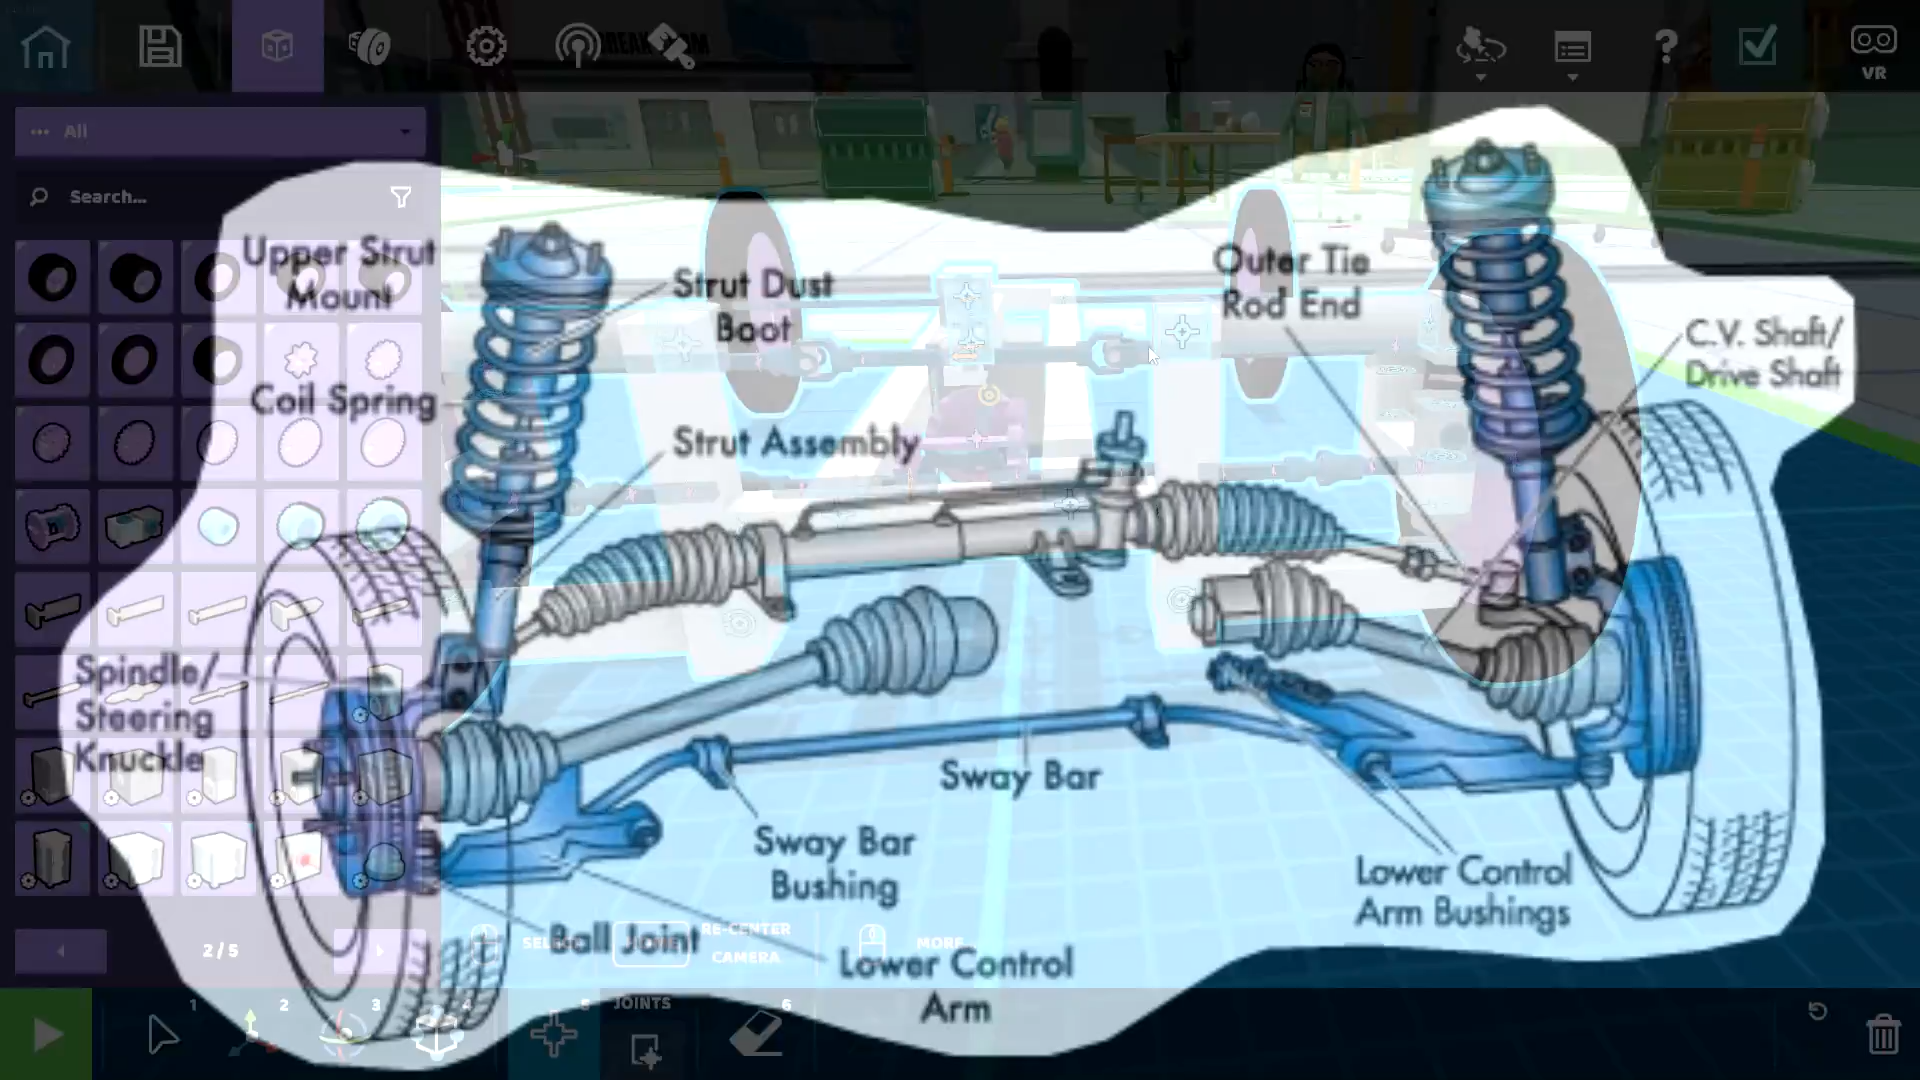 VR
All
Search...
Upper Strut
Mount
Strut Dust
Boot
Outer Tie
Rod End
C.V. Shaft/
Drive Shaft
Coil Spring
Strut Assembly
Spindle/
Steering
Knuckle
Sway Bar
Sway Bar
Bushing
Lower Control
Arm Bushings
Ball Joint
RE-CENTER
CAMERA
MORE...
Lower Control
Arm
2/5
1
2
3
4
5
JOINTS
6